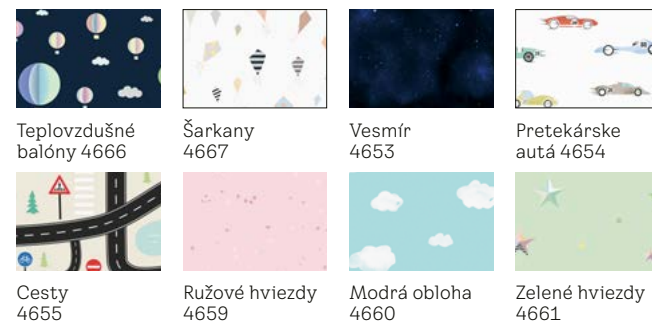 Teplovzdušné
balóny 4666
Šarkany
4667
Vesmír
4653
Pretekárske
autá 4654
Cesty
4655
Ružové hviezdy
4659
Modrá obloha
4660
Zelené hviezdy
4661